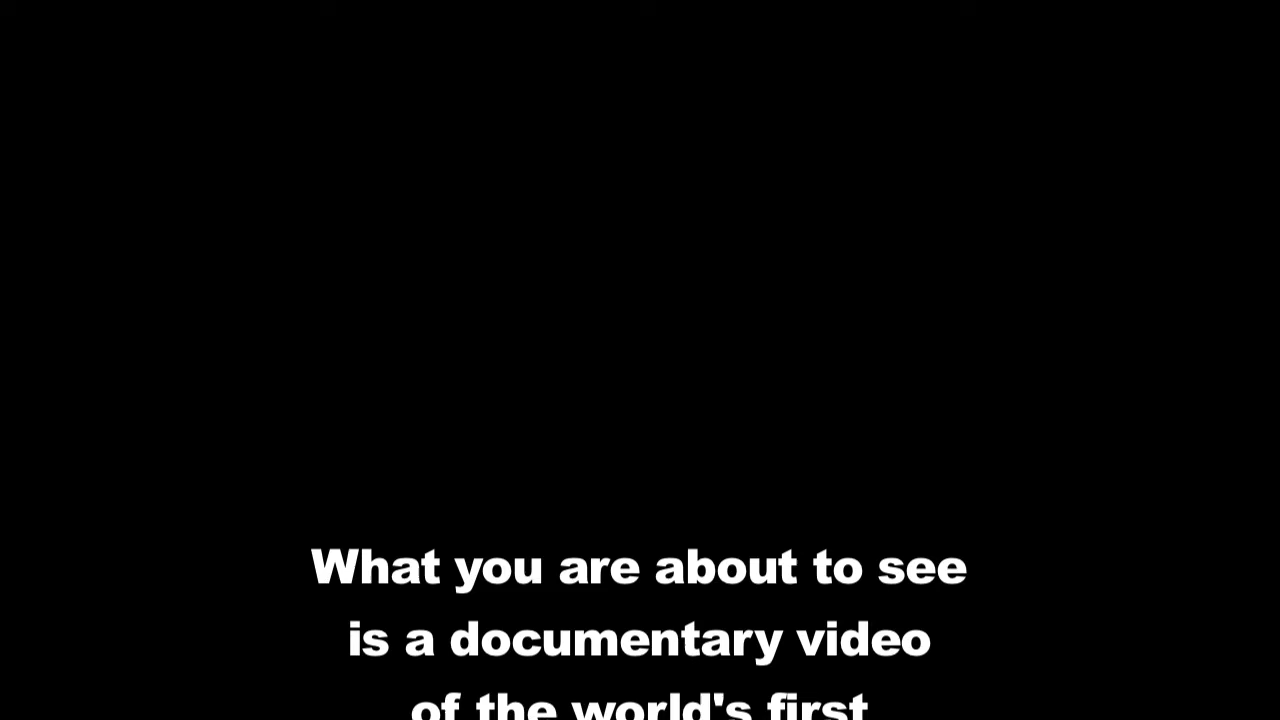 What you are about to see
is a documentary video
of the world's first